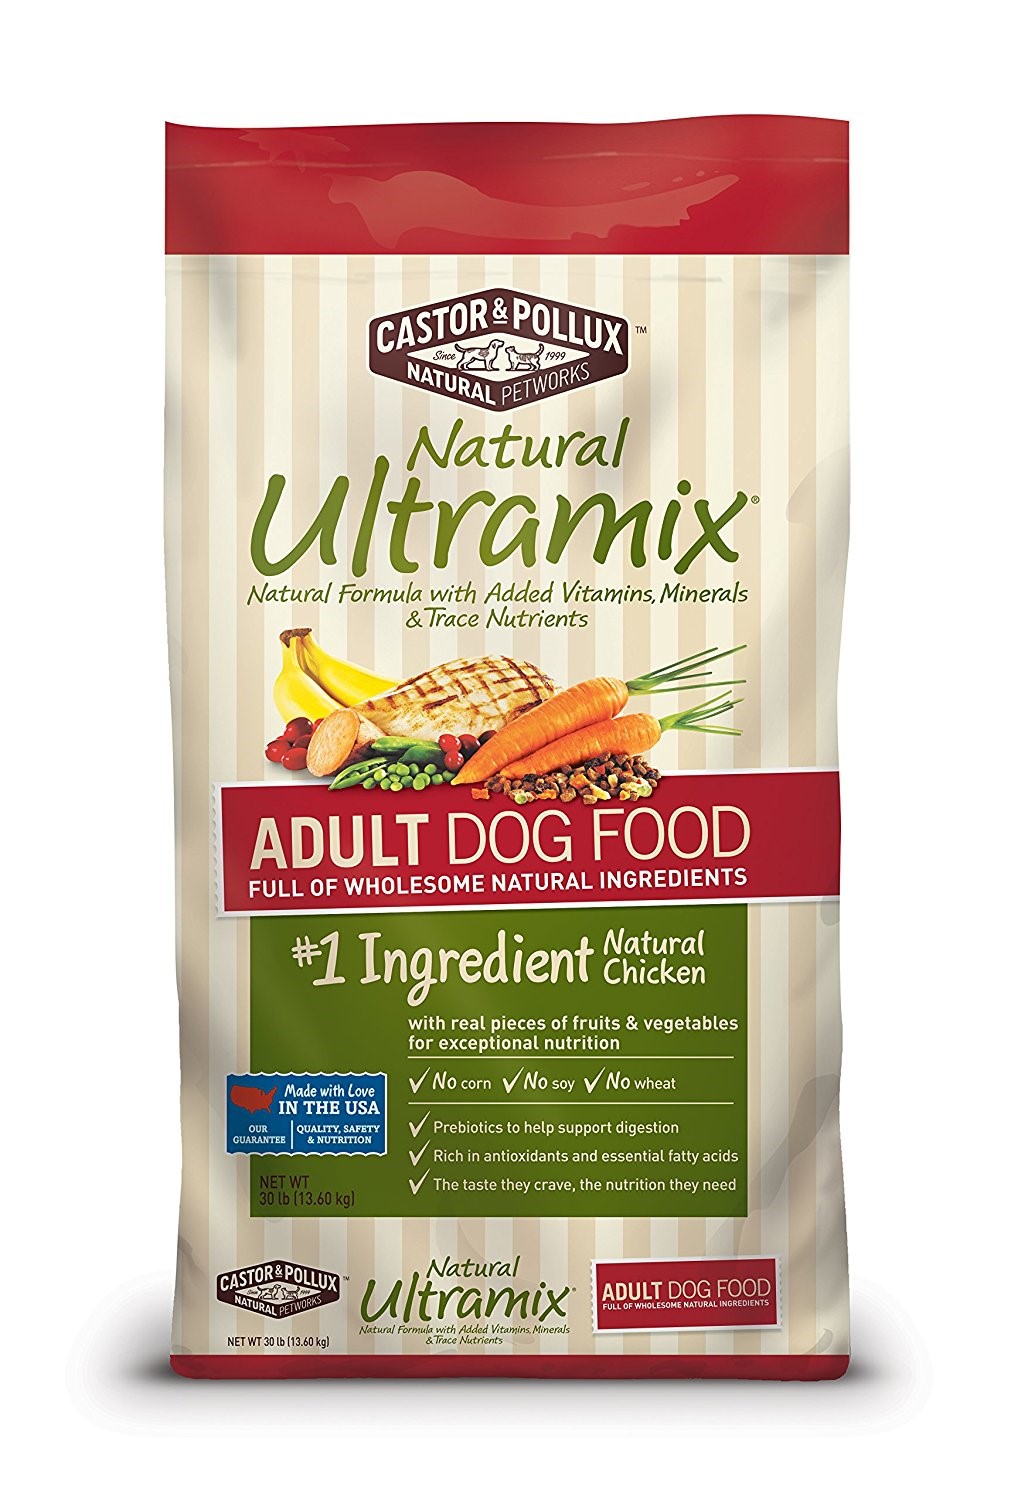 CASTOR & POLLUX™
Since 1999
NATURAL PETWORKS
Natural
Ultramix®
Natural Formula with Added Vitamins, Minerals
& Trace Nutrients
ADULT DOG FOOD
FULL OF WHOLESOME NATURAL INGREDIENTS
#1 Ingredient Natural
Chicken
with real pieces of fruits & vegetables
for exceptional nutrition
✓No corn ✓No soy ✓No wheat
✓ Prebiotics to help support digestion
✓ Rich in antioxidants and essential fatty acids
✓ The taste they crave, the nutrition they need
Made with Love
IN THE USA
OUR
GUARANTEE
QUALITY, SAFETY
& NUTRITION
NET WT
30 lb (13.60 kg)
CASTOR & POLLUX™
Since 1999
NATURAL PETWORKS
NET WT 30 lb (13.60 kg)
Natural
Ultramix®
Natural Formula with Added Vitamins, Minerals
& Trace Nutrients
ADULT DOG FOOD
FULL OF WHOLESOME NATURAL INGREDIENTS